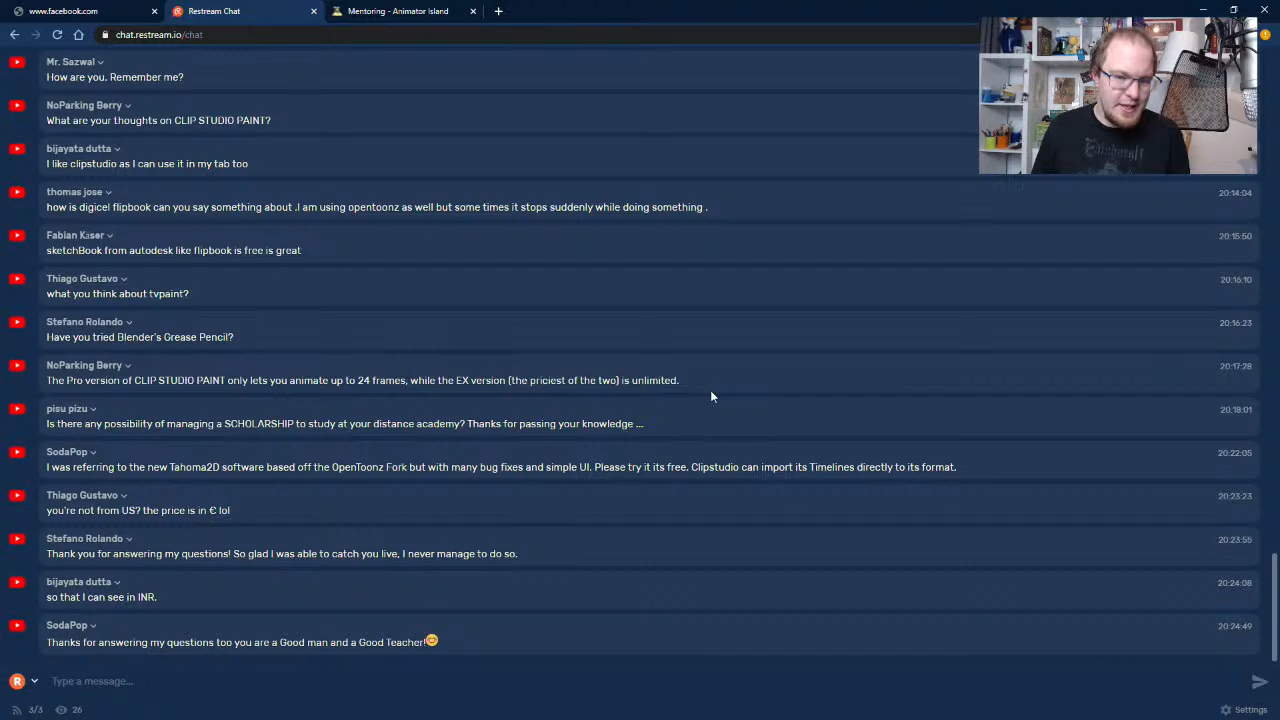 www.facebook.com
Restream Chat
Mentoring - Animator Island
chat.restream.io/chat
Mr. Sazwal
How are you. Remember me?
NoParking Berry
What are your thoughts on CLIP STUDIO PAINT?
bijayata dutta
I like clipstudio as I can use it in my tab too
thomas jose
20:14:04
how is digicel flipbook can you say something about .I am using opentoonz as well but some times it stops suddenly while doing something .
Fabian Käser
20:15:50
sketchBook from autodesk like flipbook is free is great
Thiago Gustavo
20:16:10
what you think about tvpaint?
Stefano Rolando
20:16:23
Have you tried Blender's Grease Pencil?
NoParking Berry
20:17:28
The Pro version of CLIP STUDIO PAINT only lets you animate up to 24 frames, while the EX version (the priciest of the two) is unlimited.
pisu pizu
20:18:01
Is there any possibility of managing a SCHOLARSHIP to study at your distance academy? Thanks for passing your knowledge ...
SodaPop
20:22:05
I was referring to the new Tahoma2D software based off the OpenToonz Fork but with many bug fixes and simple UI. Please try it its free. Clipstudio can import its Timelines directly to its format.
Thiago Gustavo
20:23:23
you're not from US? the price is in € lol
Stefano Rolando
20:23:55
Thank you for answering my questions! So glad I was able to catch you live, I never manage to do so.
bijayata dutta
20:24:08
so that I can see in INR.
SodaPop
20:24:49
Thanks for answering my questions too you are a Good man and a Good Teacher!😊
R
Type a message...
3/3
26
Settings
Edinburgh